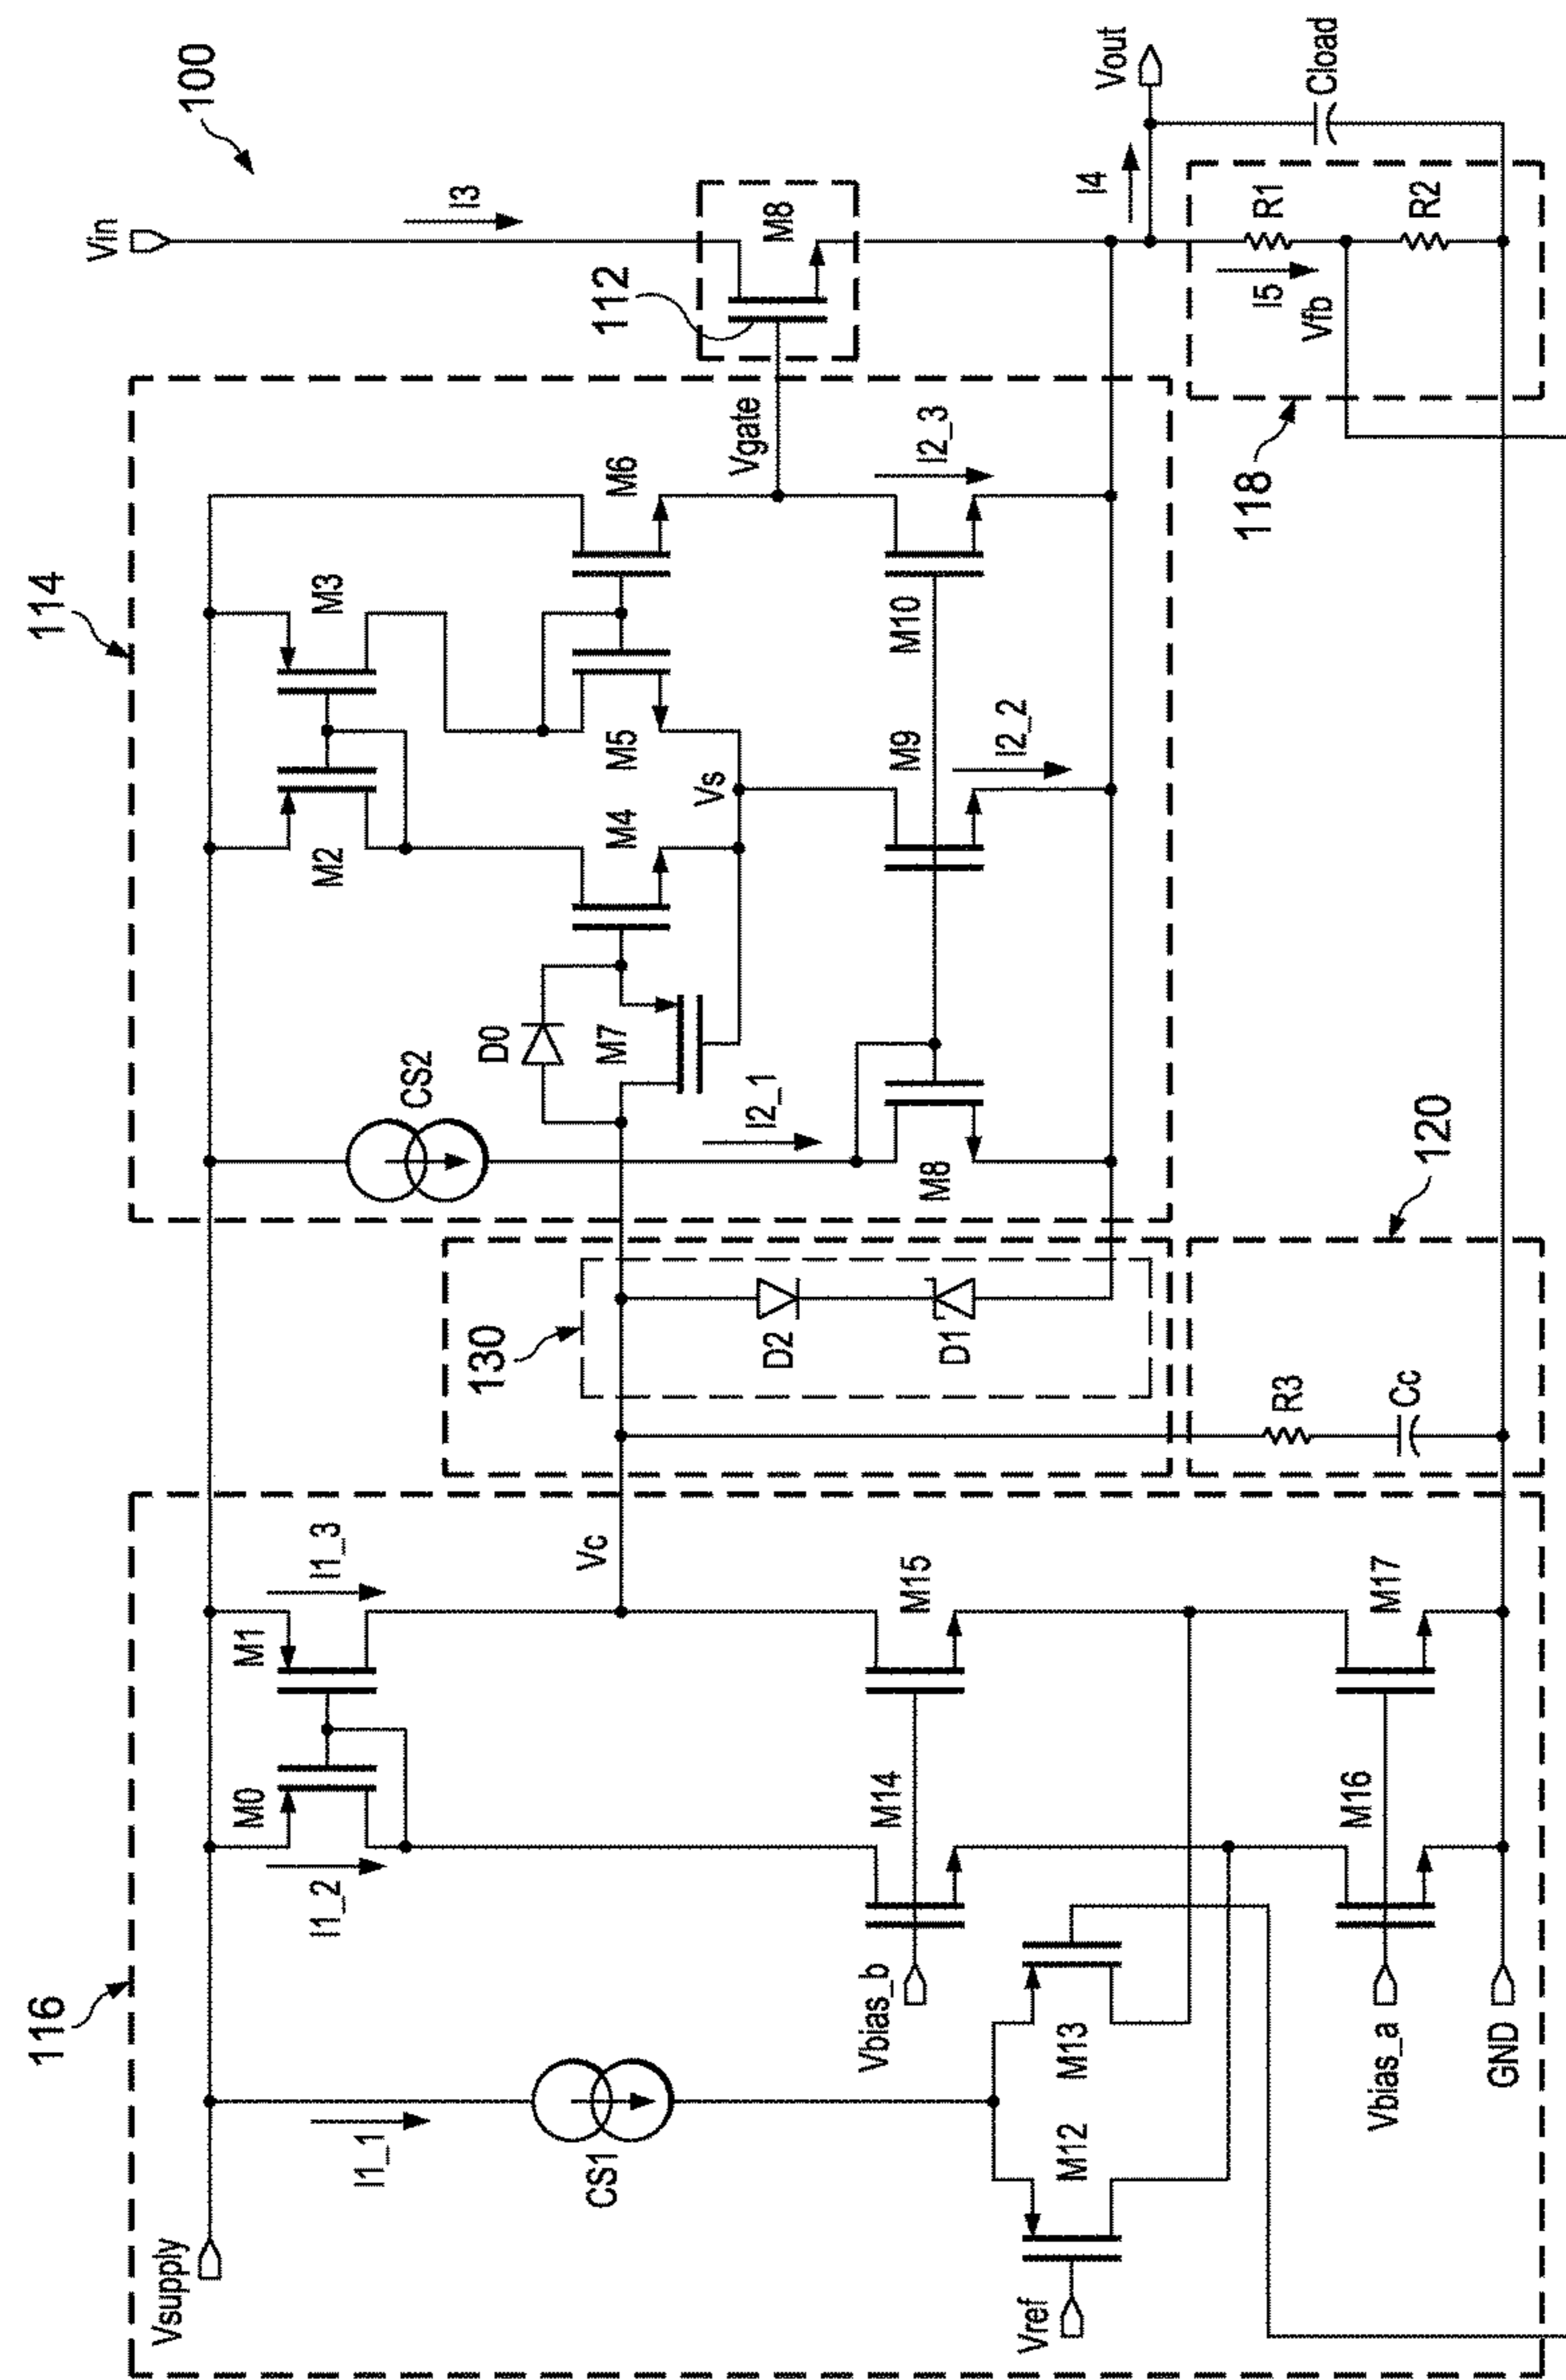 100
116
114
Vsupply
I1_1
CS1
I1_2
M0
M1
I1_3
Vc
M14
M15
Vbias_b
M12
M13
Vref
M16
M17
Vbias_a
GND
130
D2
D1
R3
Cc
120
CS2
I2_1
M8
D0
M7
M2
M3
M4
M5
M6
Vs
M9
I2_2
M10
I2_3
Vgate
112
M8
Vin
I3
I4
Vout
Cload
R1
I5
Vfb
R2
118